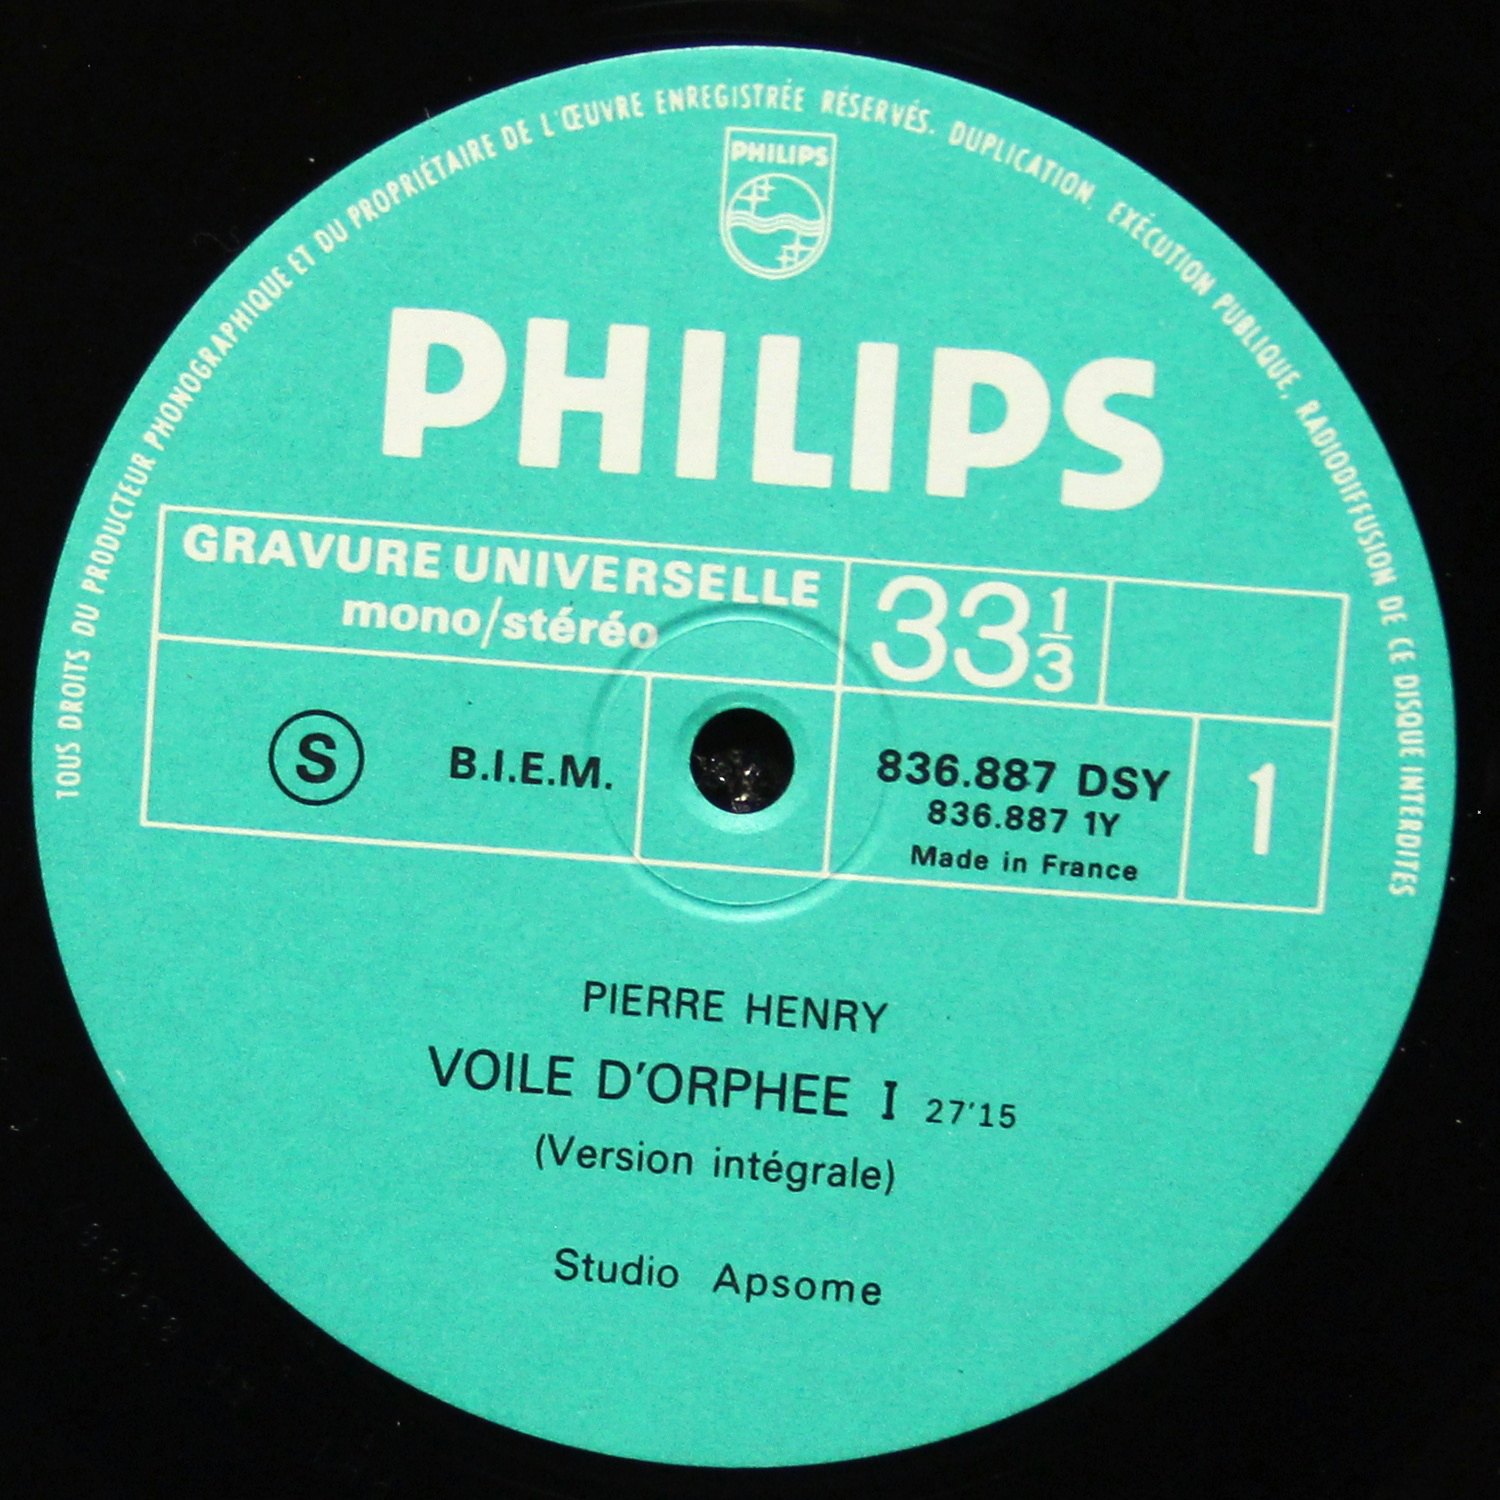 TOUS DROITS DU PRODUCTEUR PHONOGRAPHIQUE ET DU PROPRIÉTAIRE DE L'ŒUVRE ENREGISTRÉE RÉSERVÉS. DUPLICATION, EXÉCUTION PUBLIQUE, RADIODIFFUSION DE CE DISQUE INTERDITES
PHILIPS
PHILIPS
GRAVURE UNIVERSELLE
mono/stéréo
33 1/3
S
B.I.E.M.
836.887 DSY
836.887 1Y
Made in France
1
PIERRE HENRY
VOILE D'ORPHEE I 27'15
(Version intégrale)
Studio Apsome